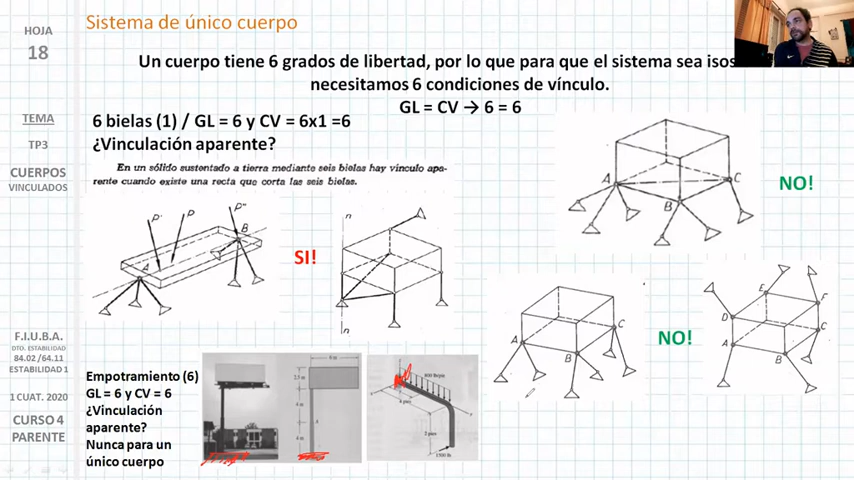 HOJA
18
TEMA
TP3
CUERPOS
VINCULADOS
F.I.U.B.A.
DTO. ESTABILIDAD
84.02 /64.11
ESTABILIDAD 1
1 CUAT. 2020
CURSO 4
PARENTE
Sistema de único cuerpo
Un cuerpo tiene 6 grados de libertad, por lo que para que el sistema sea
necesitamos 6 condiciones de vínculo.
GL = CV → 6 = 6
6 bielas (1) / GL = 6 y CV = 6x1 =6
¿Vinculación aparente?
En un sólido sustentado a tierra mediante seis bielas hay vínculo apa-
rente cuando existe una recta que corta las seis bielas.
P' P P"
A B
SI!
n
n
A B C
NO!
A B C
NO!
E
D F
A C
B
Empotramiento (6)
GL = 6 y CV = 6
¿Vinculación
aparente?
Nunca para un
único cuerpo